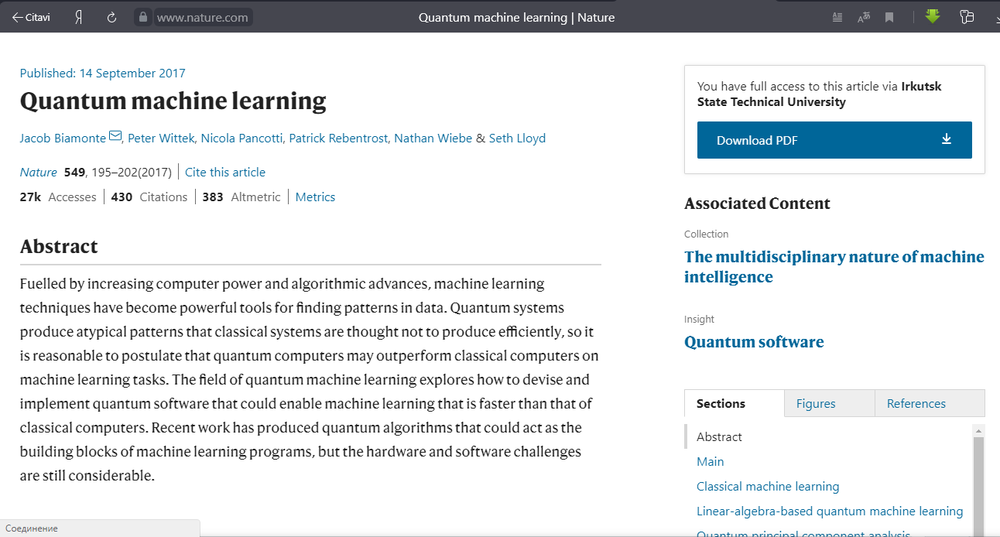 Citavi
Я
www.nature.com
Quantum machine learning | Nature
Published: 14 September 2017
Quantum machine learning
Jacob Biamonte, Peter Wittek, Nicola Pancotti, Patrick Rebentrost, Nathan Wiebe & Seth Lloyd
Nature 549, 195–202(2017) Cite this article
27k Accesses 430 Citations 383 Altmetric Metrics
Abstract
Fuelled by increasing computer power and algorithmic advances, machine learning
techniques have become powerful tools for finding patterns in data. Quantum systems
produce atypical patterns that classical systems are thought not to produce efficiently, so it
is reasonable to postulate that quantum computers may outperform classical computers on
machine learning tasks. The field of quantum machine learning explores how to devise and
implement quantum software that could enable machine learning that is faster than that of
classical computers. Recent work has produced quantum algorithms that could act as the
building blocks of machine learning programs, but the hardware and software challenges
are still considerable.
You have full access to this article via Irkutsk
State Technical University
Download PDF
Associated Content
Collection
The multidisciplinary nature of machine
intelligence
Insight
Quantum software
Sections Figures References
Abstract
Main
Classical machine learning
Linear-algebra-based quantum machine learning
Quantum principal component analysis
Соединение